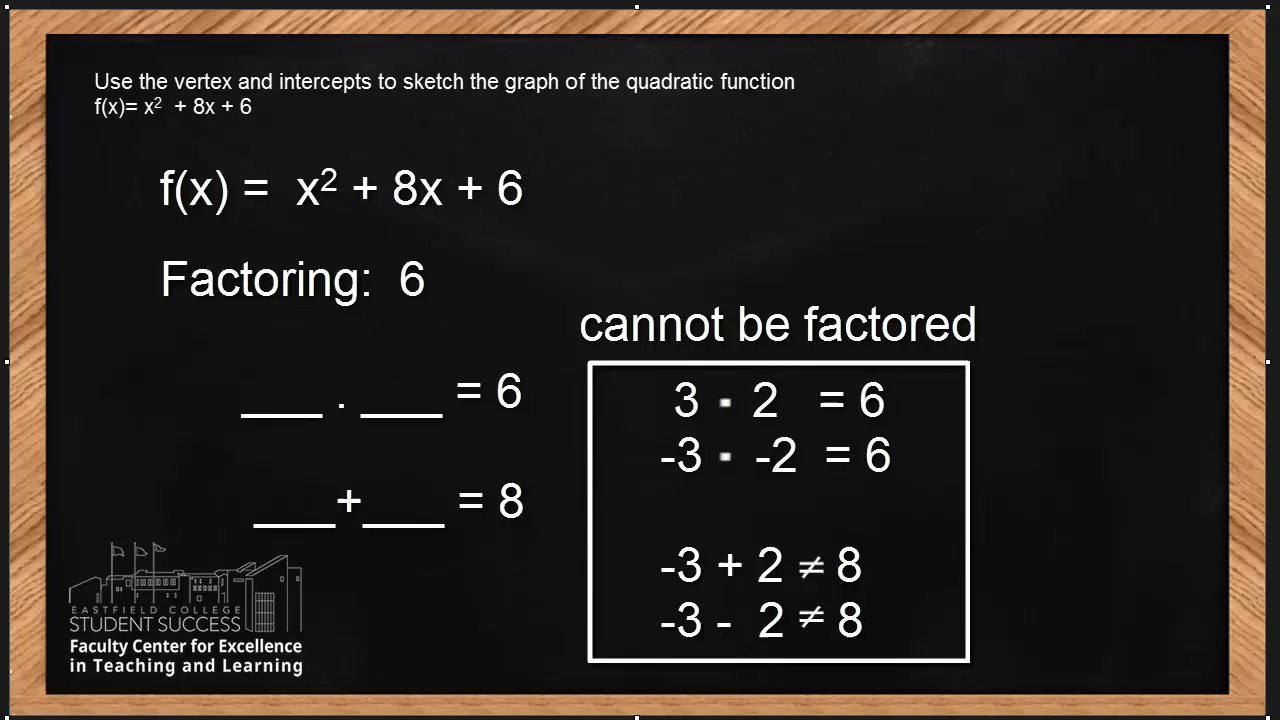 Use the vertex and intercepts to sketch the graph of the quadratic function
f(x)= x² + 8x + 6
f(x) = x² + 8x + 6
Factoring: 6
cannot be factored
___ . ___ = 6
___+___ = 8
3 · 2 = 6
-3 · -2 = 6
-3 + 2 ≠ 8
-3 - 2 ≠ 8
EASTFIELD COLLEGE
STUDENT SUCCESS
Faculty Center for Excellence
in Teaching and Learning